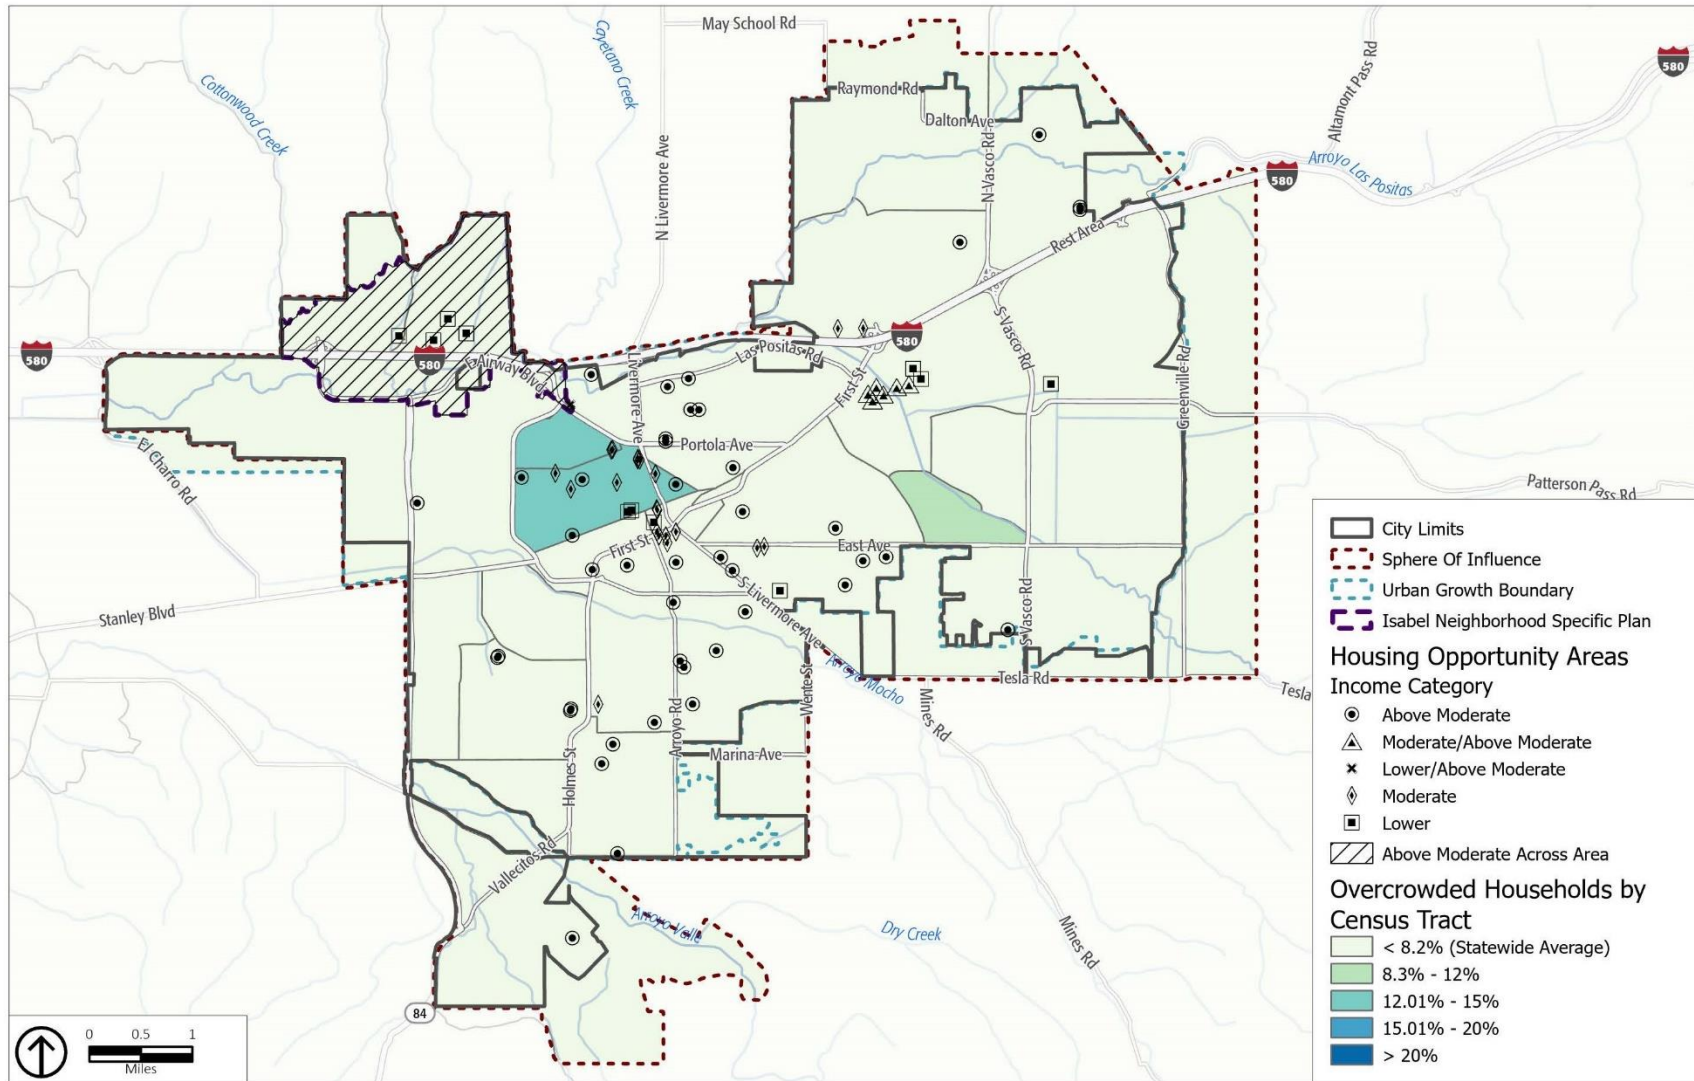 May School Rd
Cayetano Creek
Cottonwood Creek
N Livermore Ave
Raymond Rd
Dalton Ave
N Vasco Rd
Altamont Pass Rd
580
580
Arroyo Las Positas
Rest Area
580
580
580
E Airway Blvd
Livermore Ave
Las Positas Rd
First St
S Vasco Rd
Greenville Rd
Portola Ave
El Charro Rd
Patterson Pass Rd
First St
East Ave
Stanley Blvd
S Livermore Ave
S Vasco Rd
Arroyo Mocho
Tesla Rd
Tesla
Wente St
Mines Rd
Arroyo Rd
Marina Ave
Holmes St
Vallecitos Rd
Arroyo Valle
Dry Creek
Mines Rd
84
0 0.5 1
Miles
City Limits
Sphere Of Influence
Urban Growth Boundary
Isabel Neighborhood Specific Plan
Housing Opportunity Areas
Income Category
Above Moderate
Moderate/Above Moderate
Lower/Above Moderate
Moderate
Lower
Above Moderate Across Area
Overcrowded Households by
Census Tract
< 8.2% (Statewide Average)
8.3% - 12%
12.01% - 15%
15.01% - 20%
> 20%